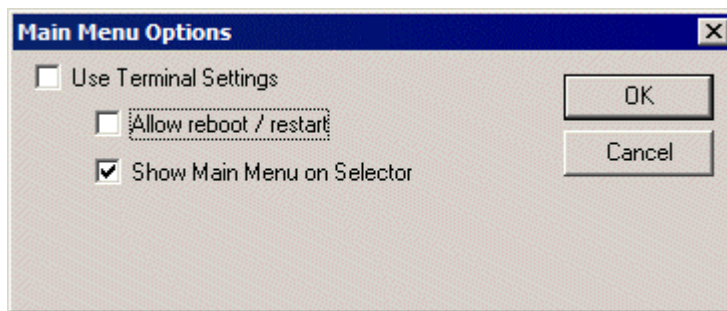 Main Menu Options
Use Terminal Settings
Allow reboot / restart
Show Main Menu on Selector
OK
Cancel